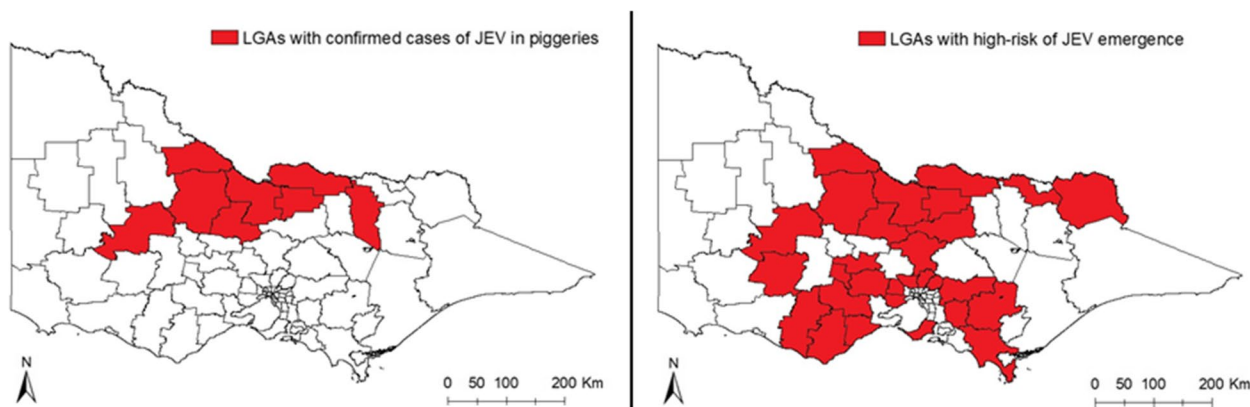 LGAs with confirmed cases of JEV in piggeries
N
0 50 100 200 Km
LGAs with high-risk of JEV emergence
N
0 50 100 200 Km